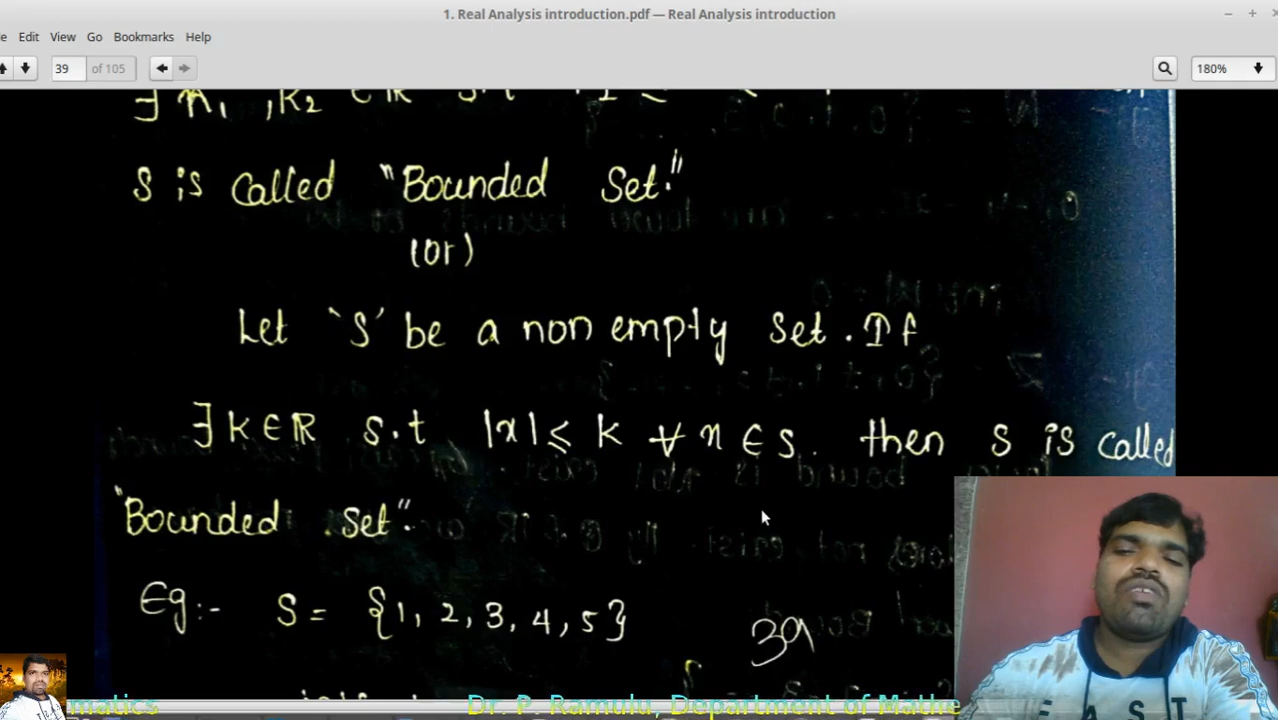 1. Real Analysis introduction.pdf — Real Analysis introduction
Edit View Go Bookmarks Help
39 of 105 180%
S is called "Bounded Set."
(or)
Let 'S' be a non empty set. If
∃ k ∈ ℝ s.t |x| ≤ k ∀ x ∈ S. then S is called
"Bounded set".
Eg:- S = {1, 2, 3, 4, 5}
39
EAST
matics Dr. P. Ramulu, Department of Mathe